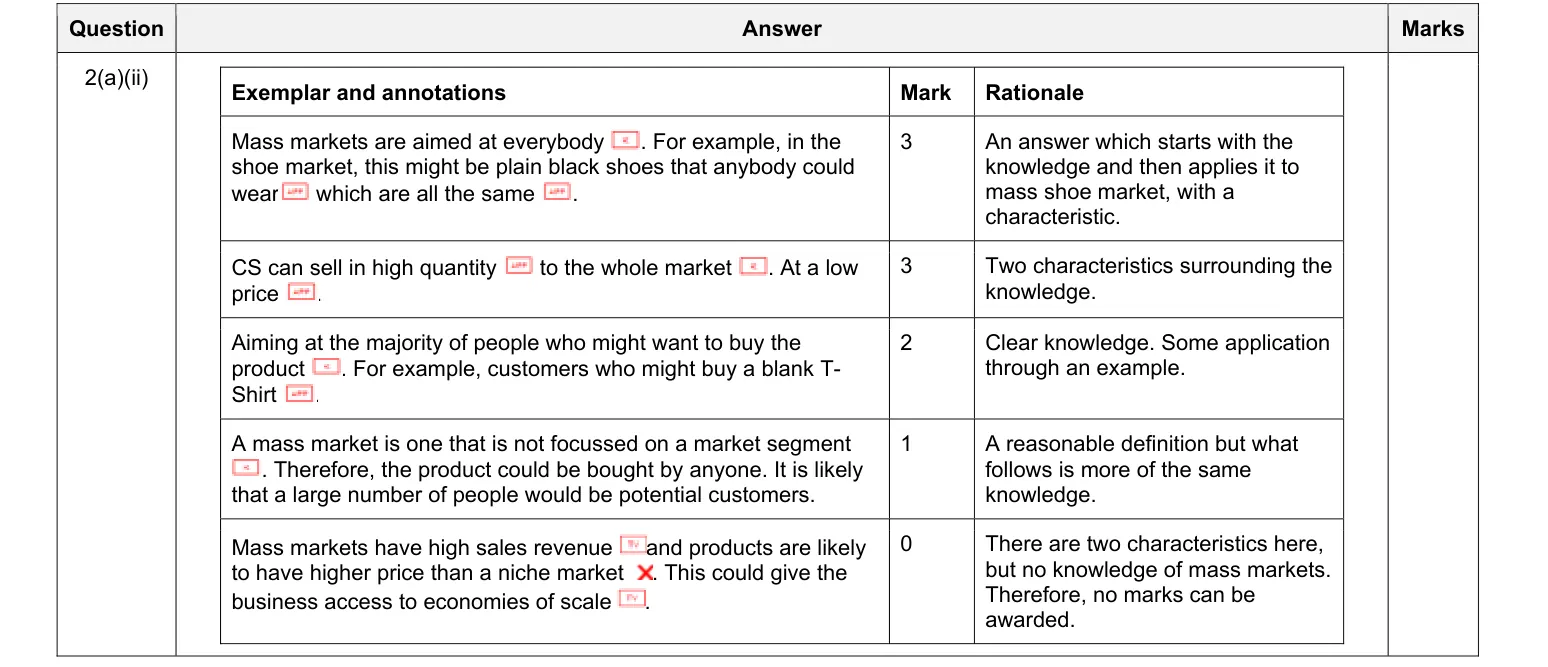 Question Answer Marks
2(a)(ii)
Exemplar and annotations Mark Rationale
Mass markets are aimed at everybody . For example, in the
shoe market, this might be plain black shoes that anybody could
wear which are all the same .
3
An answer which starts with the
knowledge and then applies it to
mass shoe market, with a
characteristic.
CS can sell in high quantity to the whole market . At a low
price .
3
Two characteristics surrounding the
knowledge.
Aiming at the majority of people who might want to buy the
product . For example, customers who might buy a blank T-
Shirt .
2
Clear knowledge. Some application
through an example.
A mass market is one that is not focussed on a market segment
. Therefore, the product could be bought by anyone. It is likely
that a large number of people would be potential customers.
1
A reasonable definition but what
follows is more of the same
knowledge.
Mass markets have high sales revenue and products are likely
to have higher price than a niche market . This could give the
business access to economies of scale .
0
There are two characteristics here,
but no knowledge of mass markets.
Therefore, no marks can be
awarded.